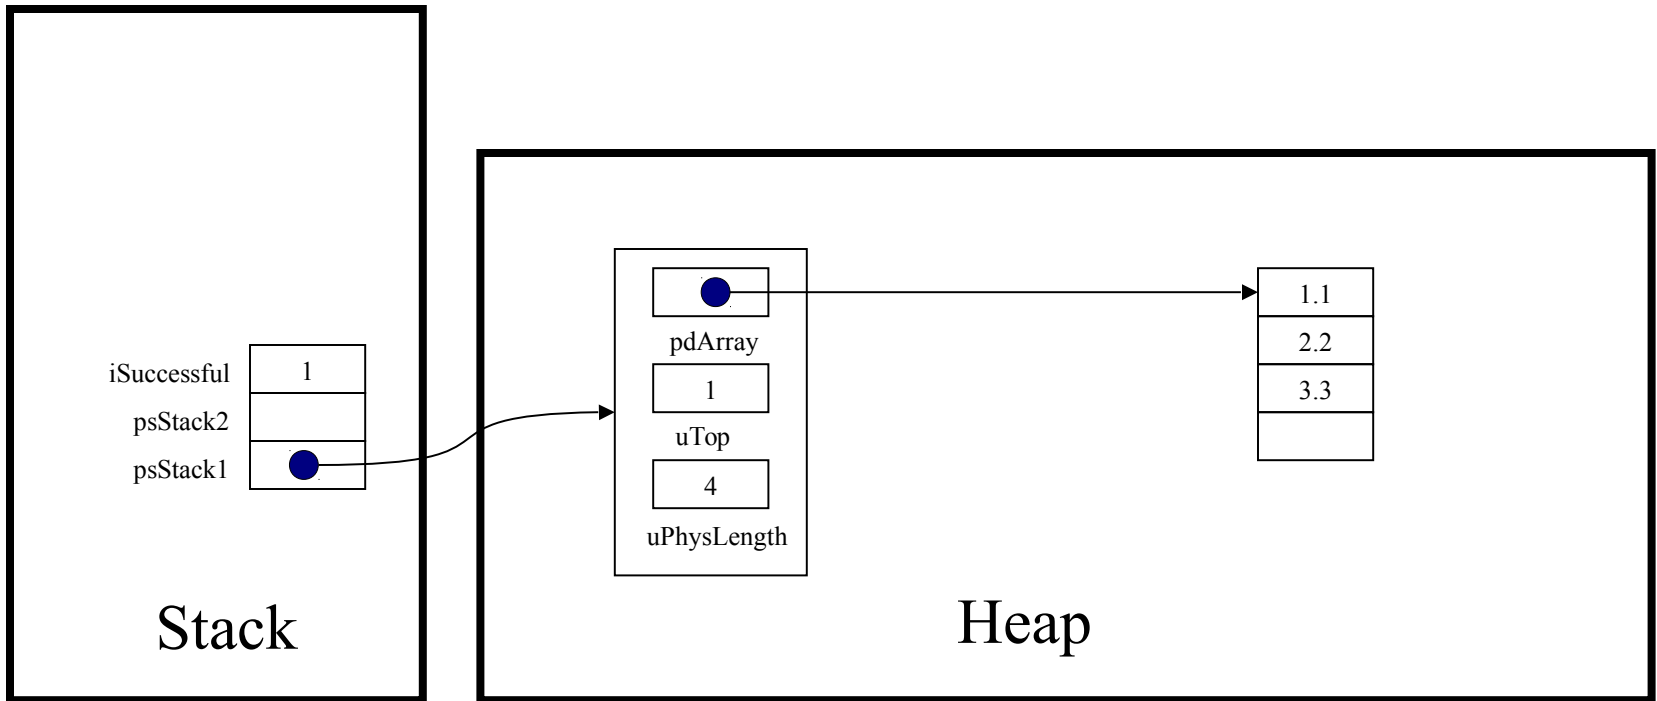 iSuccessful 1
psStack2
psStack1
Stack
pdArray
1
uTop
4
uPhysLength
1.1
2.2
3.3
Heap